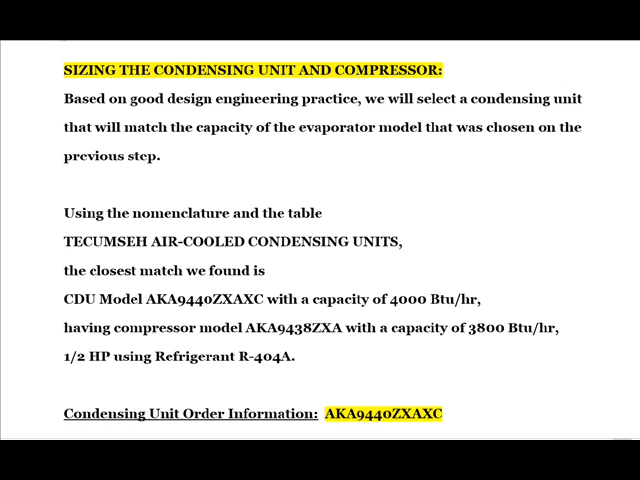 SIZING THE CONDENSING UNIT AND COMPRESSOR:
Based on good design engineering practice, we will select a condensing unit
that will match the capacity of the evaporator model that was chosen on the
previous step.
Using the nomenclature and the table
TECUMSEH AIR-COOLED CONDENSING UNITS,
the closest match we found is
CDU Model AKA9440ZXAXC with a capacity of 4000 Btu/hr,
having compressor model AKA9438ZXA with a capacity of 3800 Btu/hr,
1/2 HP using Refrigerant R-404A.
Condensing Unit Order Information: AKA9440ZXAXC